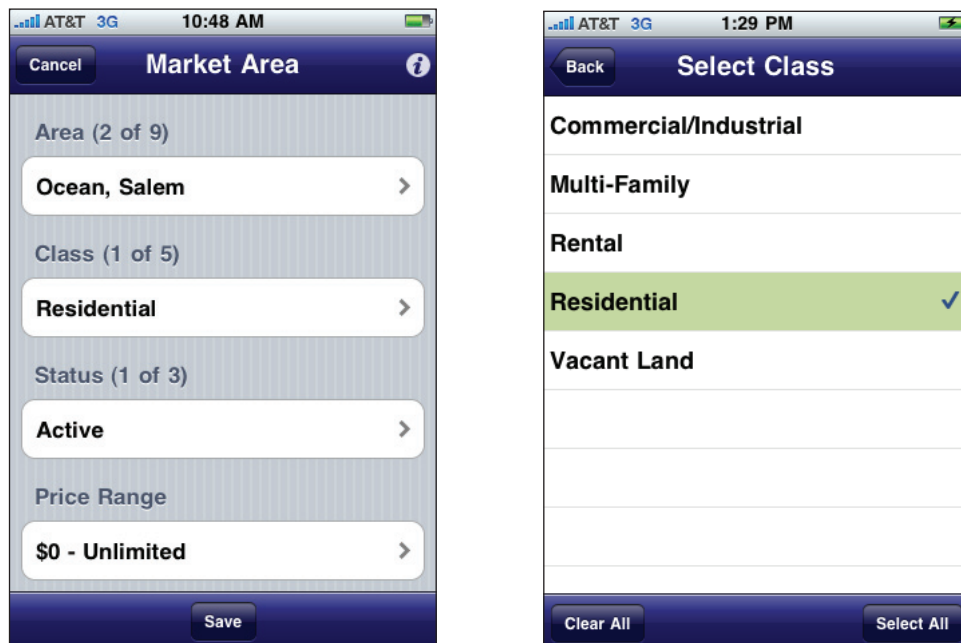 AT&T 3G 10:48 AM
Cancel Market Area i
Area (2 of 9)
Ocean, Salem
Class (1 of 5)
Residential
Status (1 of 3)
Active
Price Range
$0 - Unlimited
Save
AT&T 3G 1:29 PM
Back Select Class
Commercial/Industrial
Multi-Family
Rental
Residential
Vacant Land
Clear All Select All